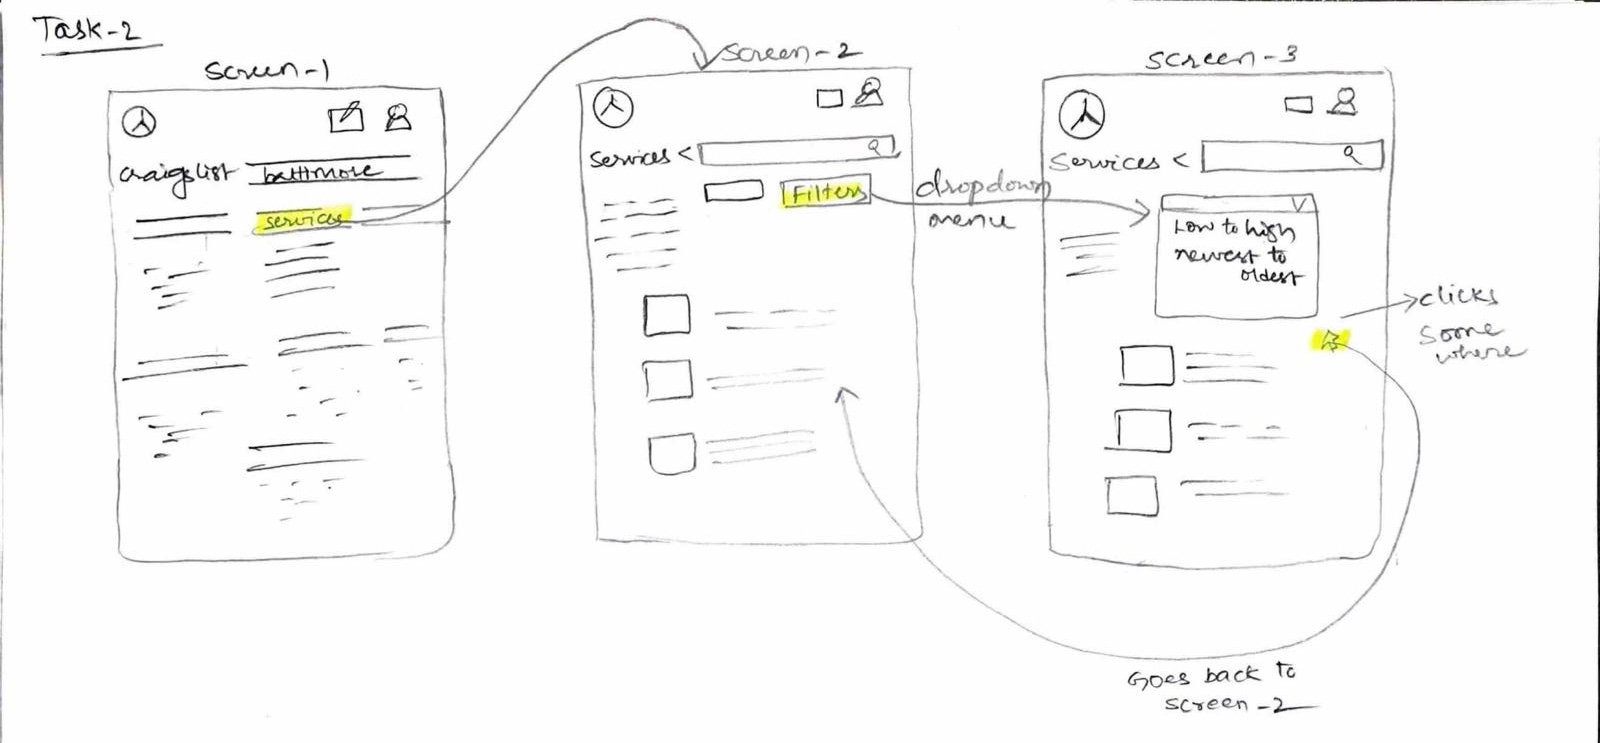 Task-2
screen-1
craigslist baltimore
services
screen-2
services <
Filters
dropdown
menu
screen-3
services <
Low to high
newest to
oldest
clicks
some
where
Goes back to
screen-2